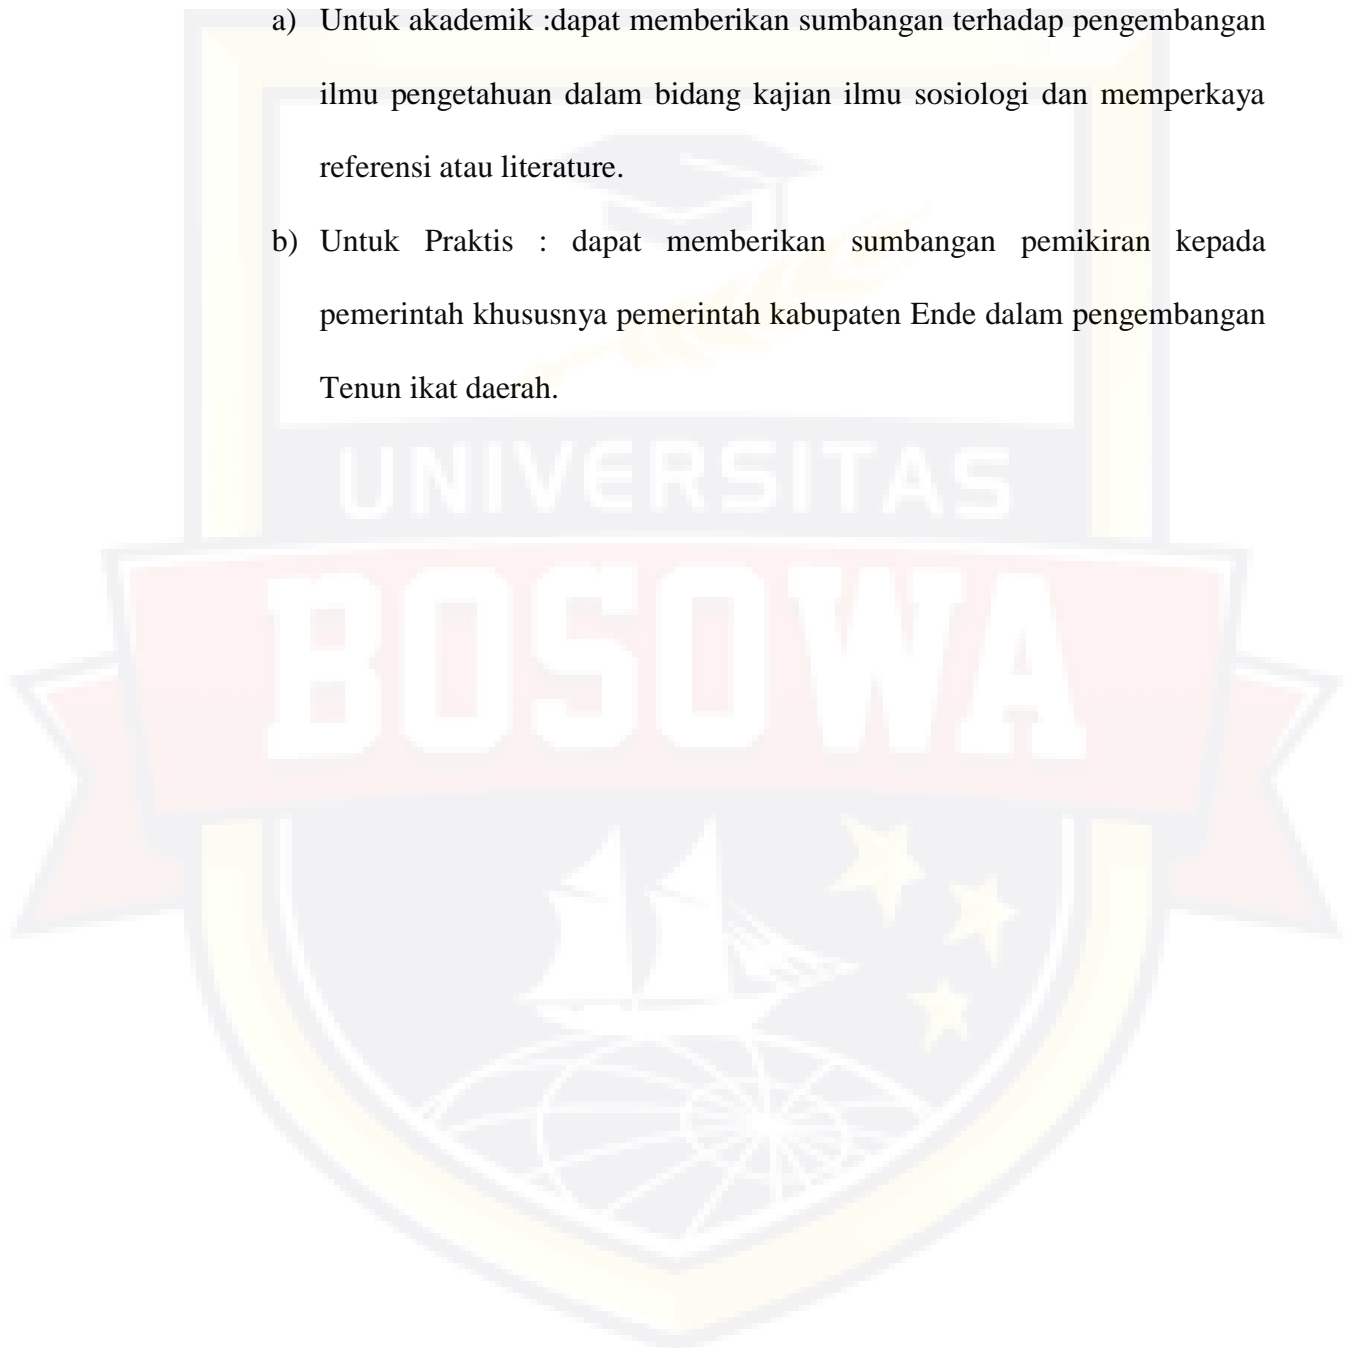 a) Untuk akademik :dapat memberikan sumbangan terhadap pengembangan
ilmu pengetahuan dalam bidang kajian ilmu sosiologi dan memperkaya
referensi atau literature.
b) Untuk Praktis : dapat memberikan sumbangan pemikiran kepada
pemerintah khususnya pemerintah kabupaten Ende dalam pengembangan
Tenun ikat daerah.
UNIVERSITAS
BOSOWA